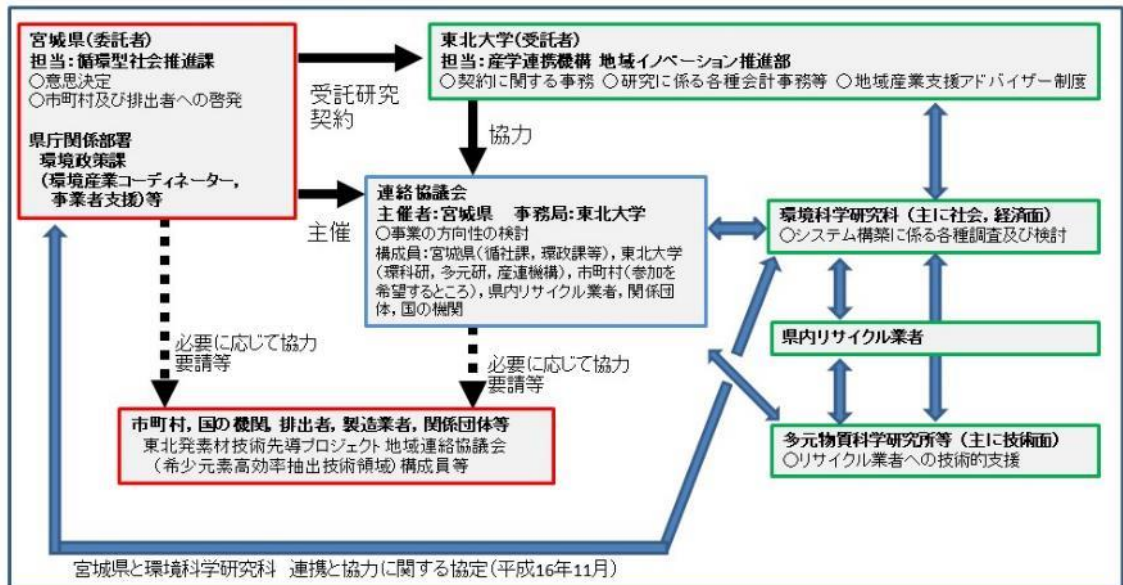 宮城県(委託者)
担当:循環型社会推進課
○意思決定
○市町村及び排出者への啓発
県庁関係部署
環境政策課
(環境産業コーディネーター,
事業者支援)等
受託研究
契約
東北大学(受託者)
担当:産学連携機構 地域イノベーション推進部
○契約に関する事務 ○研究に係る各種会計事務等 ○地域産業支援アドバイザー制度
協力
主催
連絡協議会
主催者:宮城県 事務局:東北大学
○事業の方向性の検討
構成員:宮城県(循社課, 環政課等), 東北大学
(環科研, 多元研, 産連機構), 市町村(参加を
希望するところ), 県内リサイクル業者, 関係団
体, 国の機関
環境科学研究科 (主に社会, 経済面)
○システム構築に係る各種調査及び検討
県内リサイクル業者
多元物質科学研究所等 (主に技術面)
○リサイクル業者への技術的支援
必要に応じて協力
要請等
必要に応じて協力
要請等
市町村, 国の機関, 排出者, 製造業者, 関係団体等
東北発素材技術先導プロジェクト地域連絡協議会
(希少元素高効率抽出技術領域) 構成員等
宮城県と環境科学研究科 連携と協力に関する協定(平成16年11月)